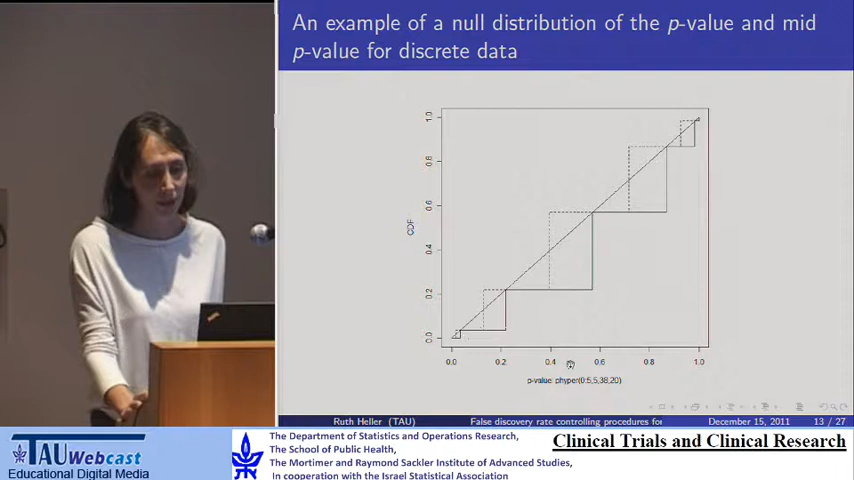 An example of a null distribution of the p-value and mid
p-value for discrete data
1.0
0.8
0.6
0.4
0.2
0.0
CDF
0.0
0.2
0.4
0.6
0.8
1.0
p-value: phyper(0:5,5,38,20)
Ruth Heller (TAU)
False discovery rate controlling procedures for
December 15, 2011
13 / 27
TAU Webcast
Educational Digital Media
The Department of Statistics and Operations Research,
The School of Public Health,
The Mortimer and Raymond Sackler Institute of Advanced Studies,
In cooperation with the Israel Statistical Association
Clinical Trials and Clinical Research